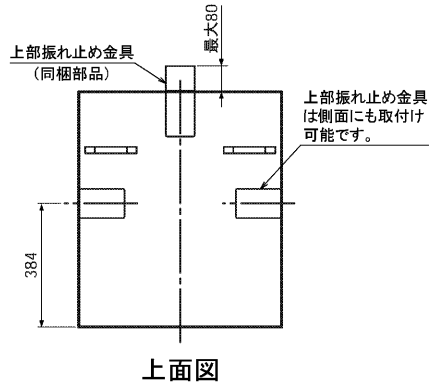 上部振れ止め金具
（同梱部品）
最大80
上部振れ止め金具
は側面にも取付け
可能です。
384
上面図